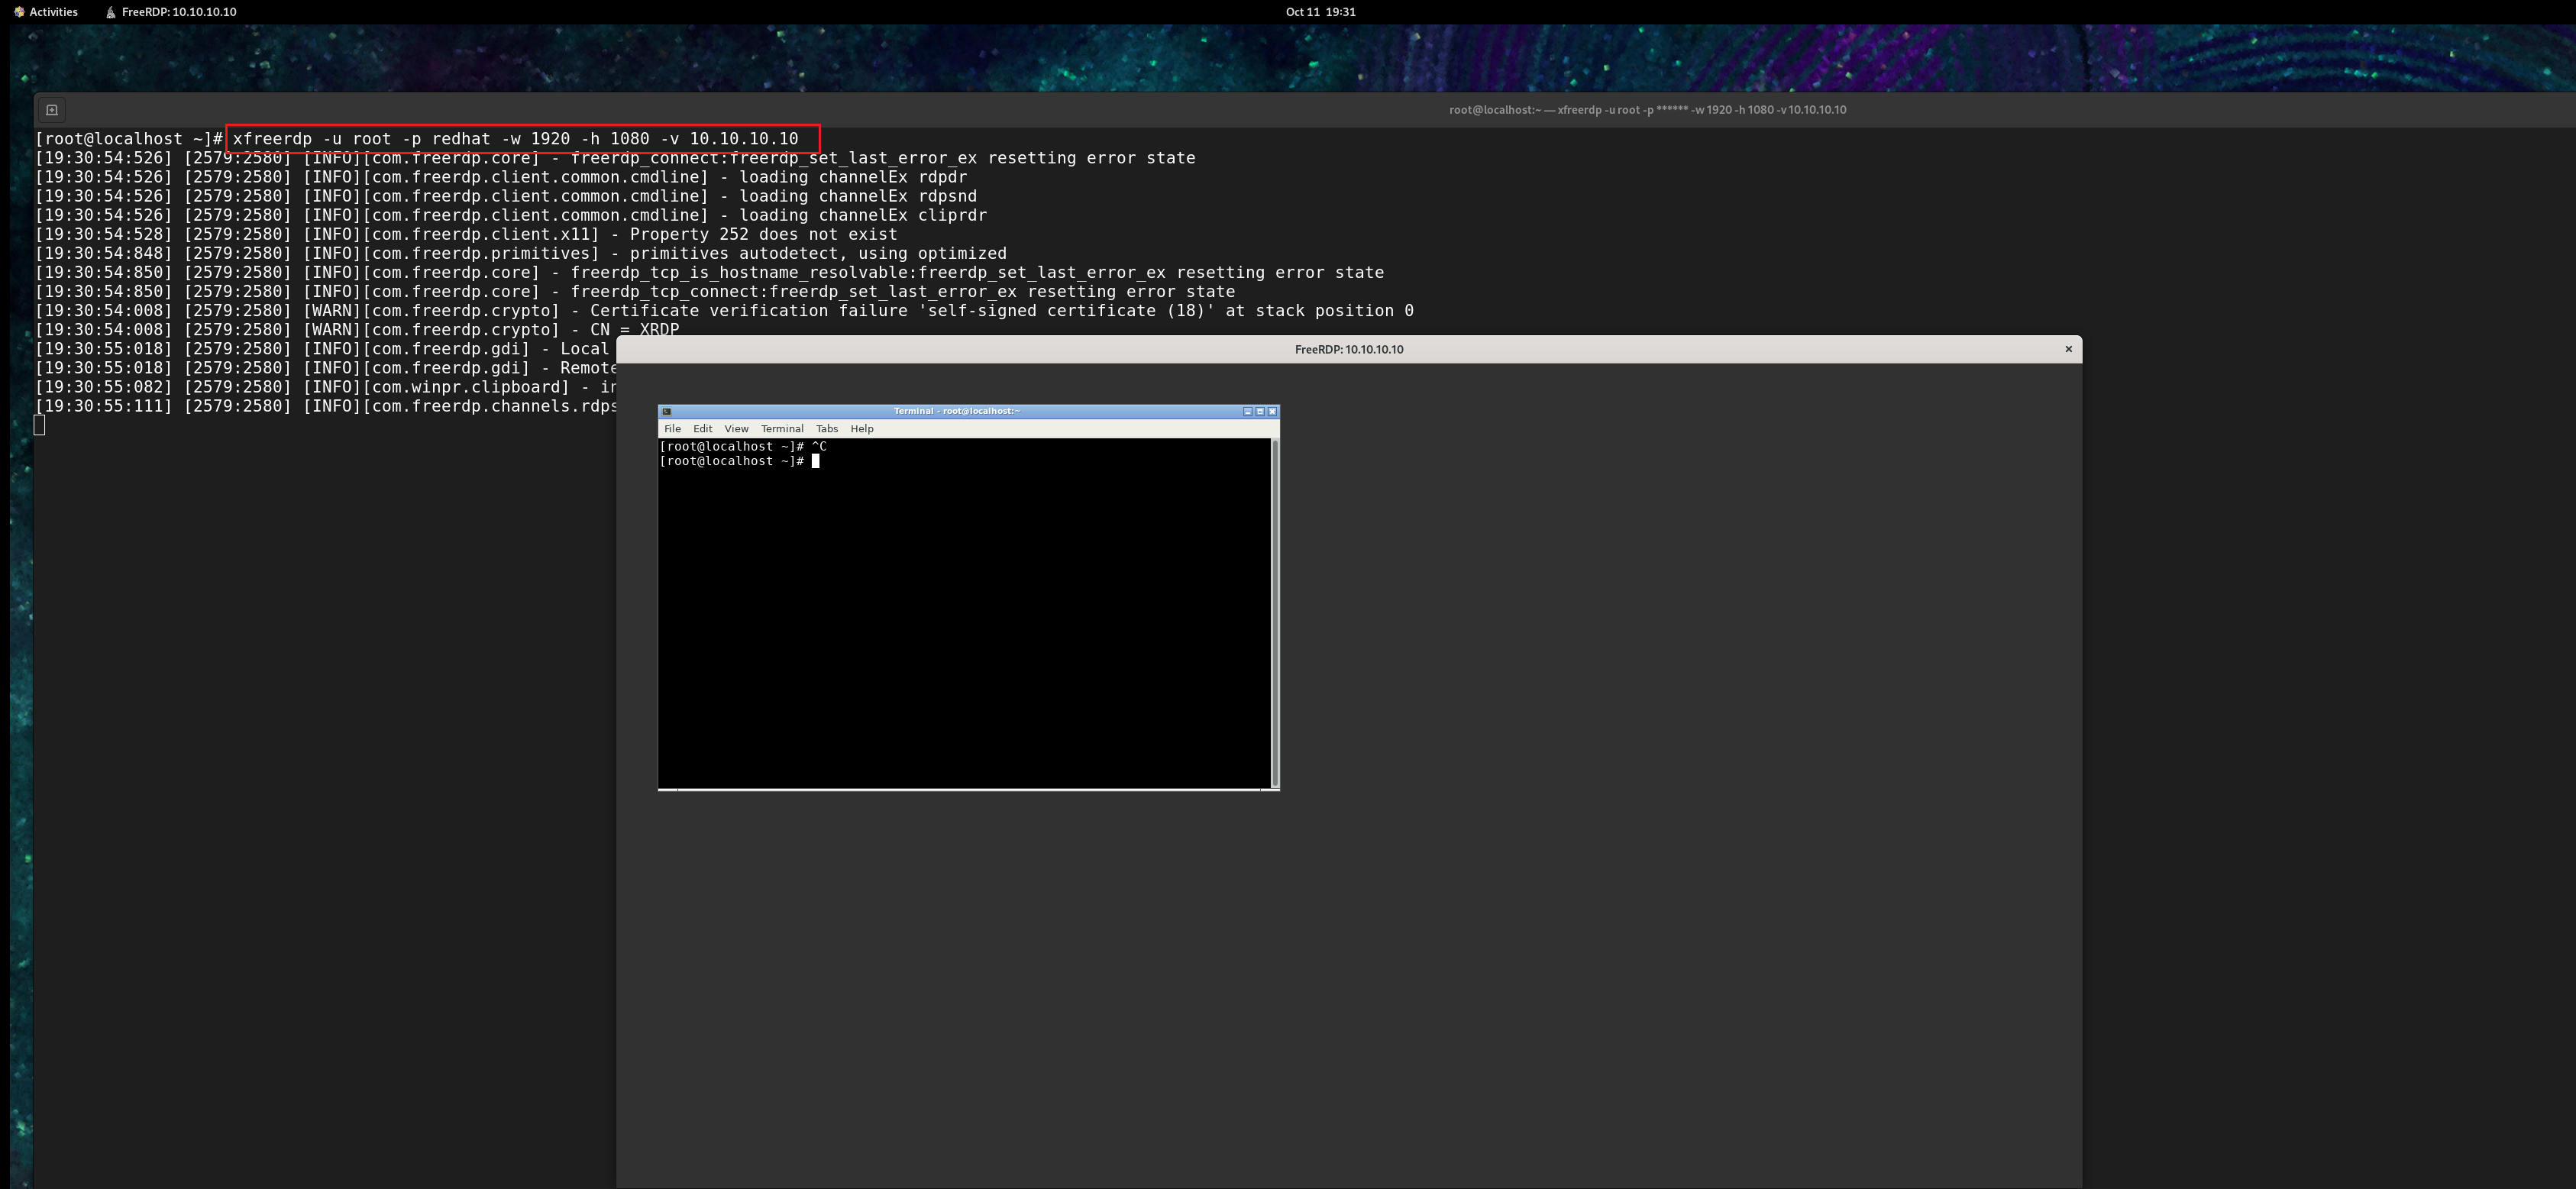 Activities
FreeRDP: 10.10.10.10
Oct 11 19:31
root@localhost:~ — xfreerdp -u root -p ****** -w 1920 -h 1080 -v 10.10.10.10
[root@localhost ~]# xfreerdp -u root -p redhat -w 1920 -h 1080 -v 10.10.10.10
[19:30:54:526] [2579:2580] [INFO][com.freerdp.core] - freerdp_connect:freerdp_set_last_error_ex resetting error state
[19:30:54:526] [2579:2580] [INFO][com.freerdp.client.common.cmdline] - loading channelEx rdpdr
[19:30:54:526] [2579:2580] [INFO][com.freerdp.client.common.cmdline] - loading channelEx rdpsnd
[19:30:54:526] [2579:2580] [INFO][com.freerdp.client.common.cmdline] - loading channelEx cliprdr
[19:30:54:528] [2579:2580] [INFO][com.freerdp.client.x11] - Property 252 does not exist
[19:30:54:848] [2579:2580] [INFO][com.freerdp.primitives] - primitives autodetect, using optimized
[19:30:54:850] [2579:2580] [INFO][com.freerdp.core] - freerdp_tcp_is_hostname_resolvable:freerdp_set_last_error_ex resetting error state
[19:30:54:850] [2579:2580] [INFO][com.freerdp.core] - freerdp_tcp_connect:freerdp_set_last_error_ex resetting error state
[19:30:54:008] [2579:2580] [WARN][com.freerdp.crypto] - Certificate verification failure 'self-signed certificate (18)' at stack position 0
[19:30:54:008] [2579:2580] [WARN][com.freerdp.crypto] - CN = XRDP
[19:30:55:018] [2579:2580] [INFO][com.freerdp.gdi] - Local
[19:30:55:018] [2579:2580] [INFO][com.freerdp.gdi] - Remote
[19:30:55:082] [2579:2580] [INFO][com.winpr.clipboard] - in
[19:30:55:111] [2579:2580] [INFO][com.freerdp.channels.rdps
FreeRDP: 10.10.10.10
Terminal - root@localhost:~
File Edit View Terminal Tabs Help
[root@localhost ~]# ^C
[root@localhost ~]#